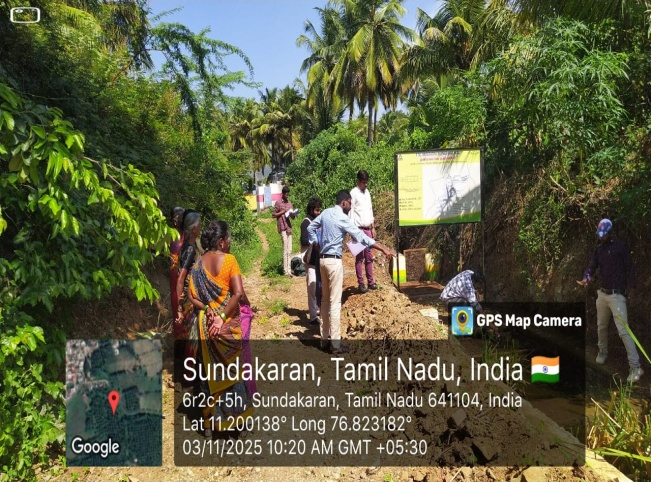 GPS Map Camera
Sundakaran, Tamil Nadu, India
6r2c+5h, Sundakaran, Tamil Nadu 641104, India
Lat 11.200138° Long 76.823182°
03/11/2025 10:20 AM GMT +05:30
Google